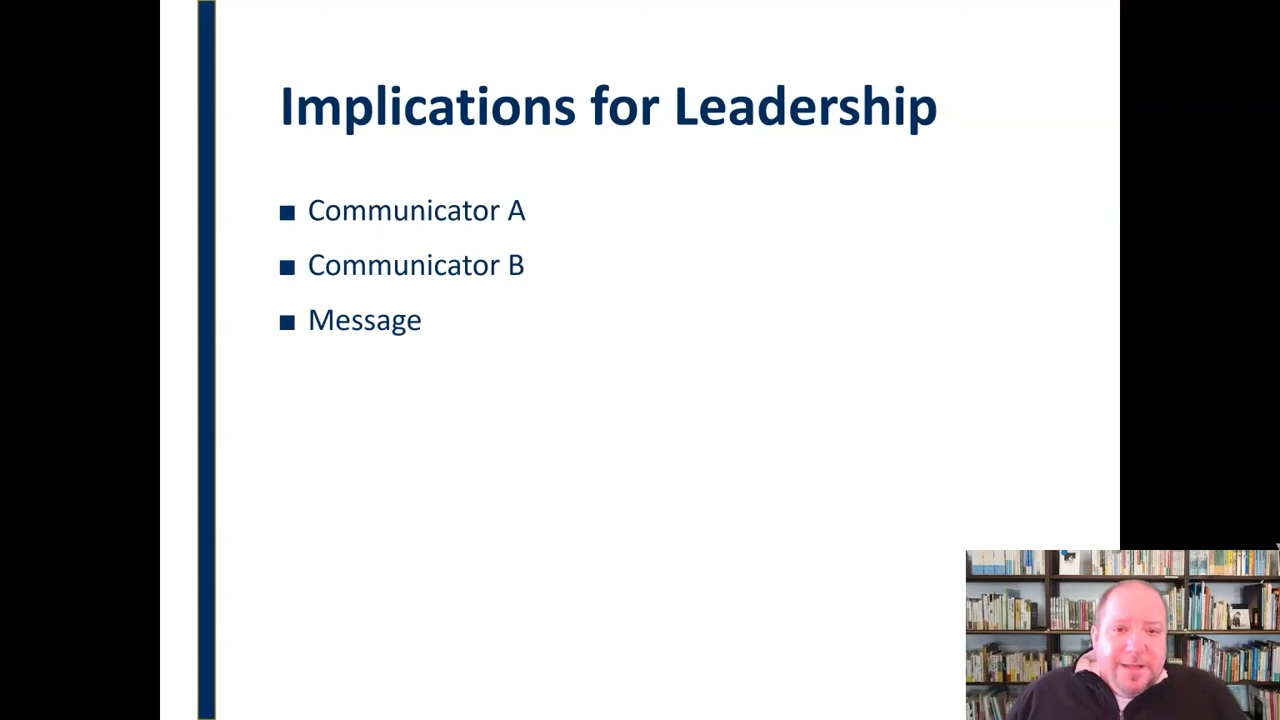 Implications for Leadership
■ Communicator A
■ Communicator B
■ Message